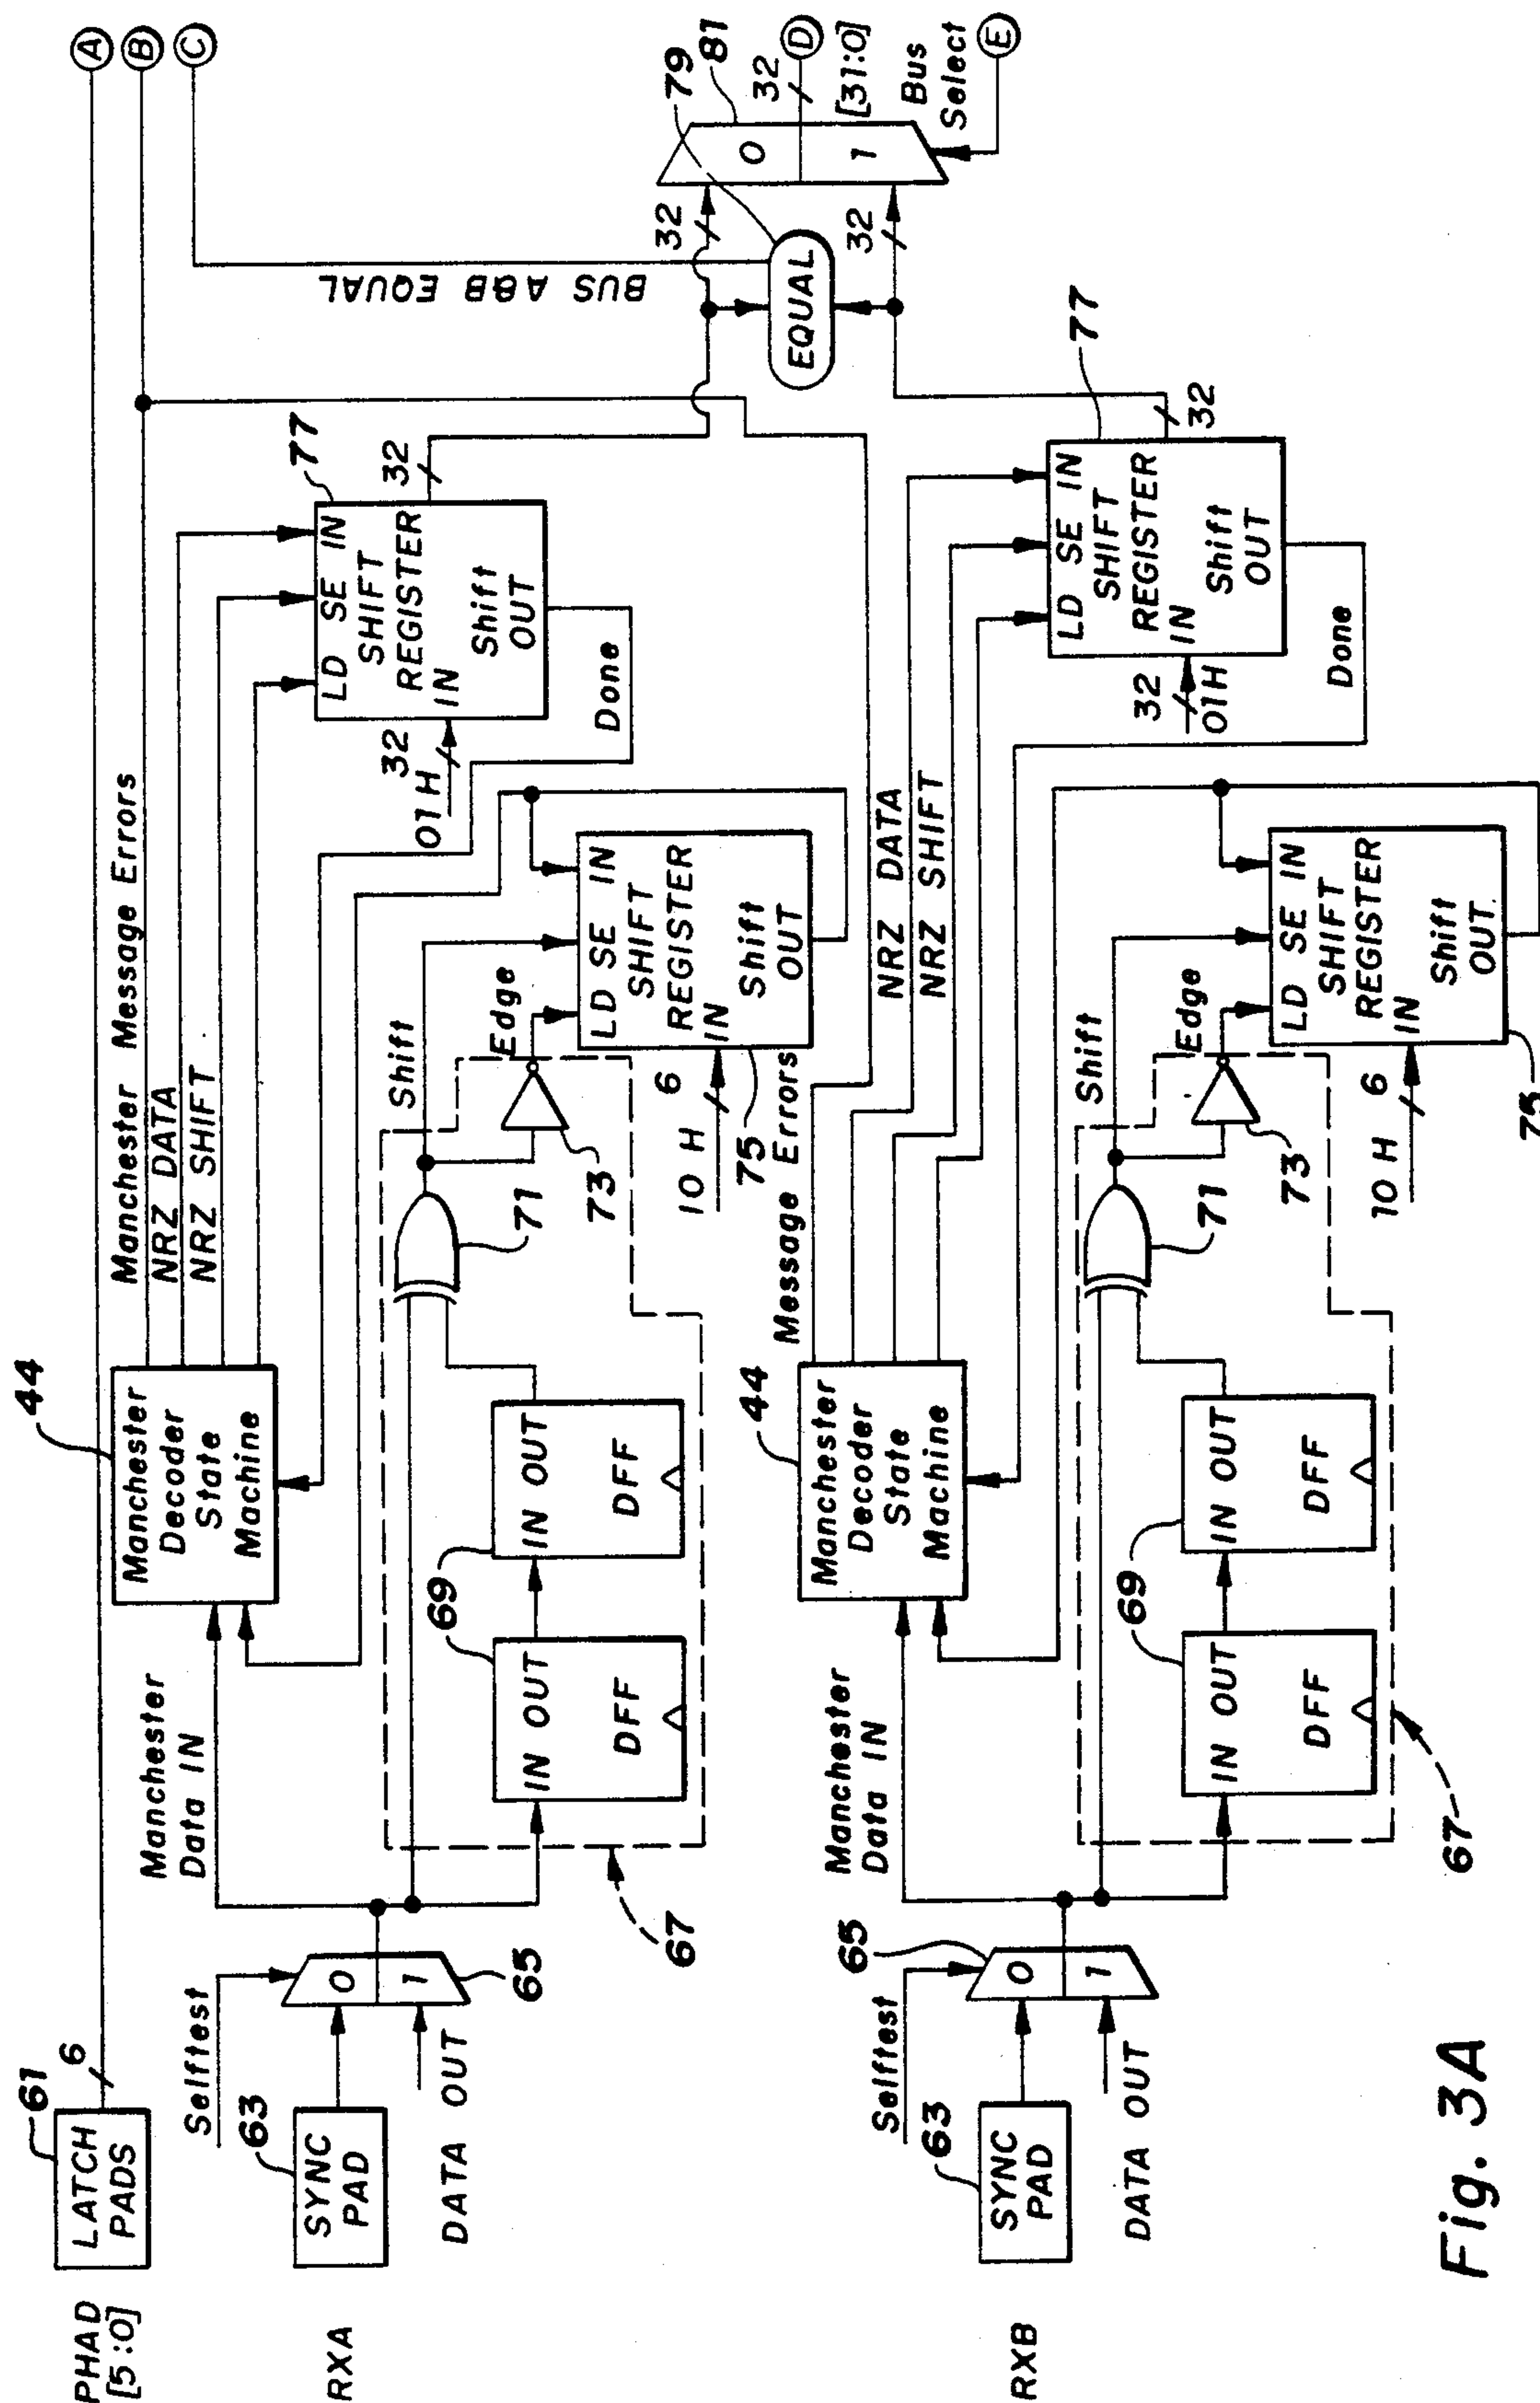 PHAD
[5:0]
61
LATCH
PADS
6
A
B
C
44
Manchester
Decoder
State
Machine
Manchester Message Errors
NRZ DATA
NRZ SHIFT
Manchester
Data IN
RXA
63
SYNC
PAD
Selftest
0
1
65
DATA OUT
67
69
IN OUT
DFF
IN OUT
DFF
71
73
Shift
Edge
LD SE IN
SHIFT
REGISTER
IN
Shift
OUT
10 H
6
75
77
LD SE IN
SHIFT
REGISTER
IN
Shift
OUT
32
01H
32
Done
BUS A@B EQUAL
EQUAL
79
81
32
32
0
1
32
D
[31:0]
Bus
Select
E
RXB
63
SYNC
PAD
Selftest
0
1
65
DATA OUT
Manchester
Data IN
44
Manchester
Decoder
State
Machine
Message Errors
NRZ DATA
NRZ SHIFT
67
69
IN OUT
DFF
IN OUT
DFF
71
73
Shift
Edge
LD SE IN
SHIFT
REGISTER
IN
Shift
OUT.
10 H
6
75
77
LD SE IN
SHIFT
REGISTER
IN
Shift
OUT
32
01H
32
Done
Fig. 3A